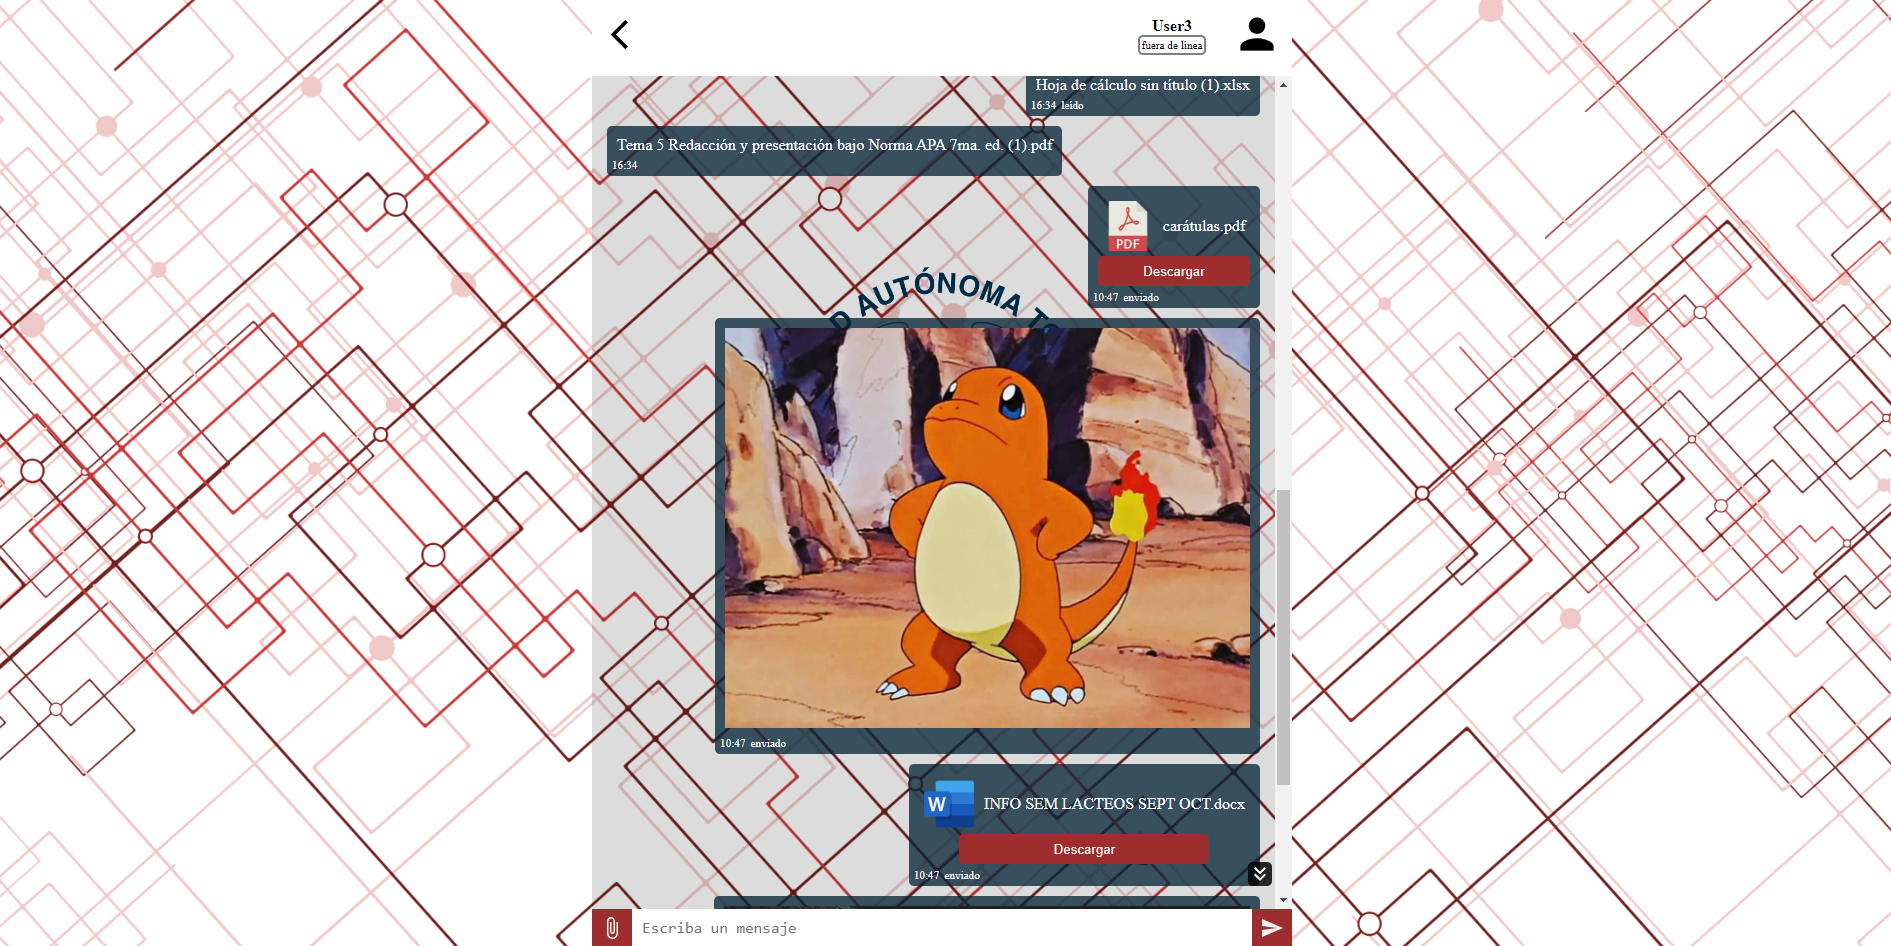 User3
fuera de linea
Hoja de cálculo sin título (1).xlsx
16:34 leído
Tema 5 Redacción y presentación bajo Norma APA 7ma. ed. (1).pdf
16:34
PDF
carátulas.pdf
Descargar
10:47 enviado
D AUTÓNOMA TO
10:47 enviado
W
INFO SEM LACTEOS SEPT OCT.docx
Descargar
10:47 enviado
Escriba un mensaje